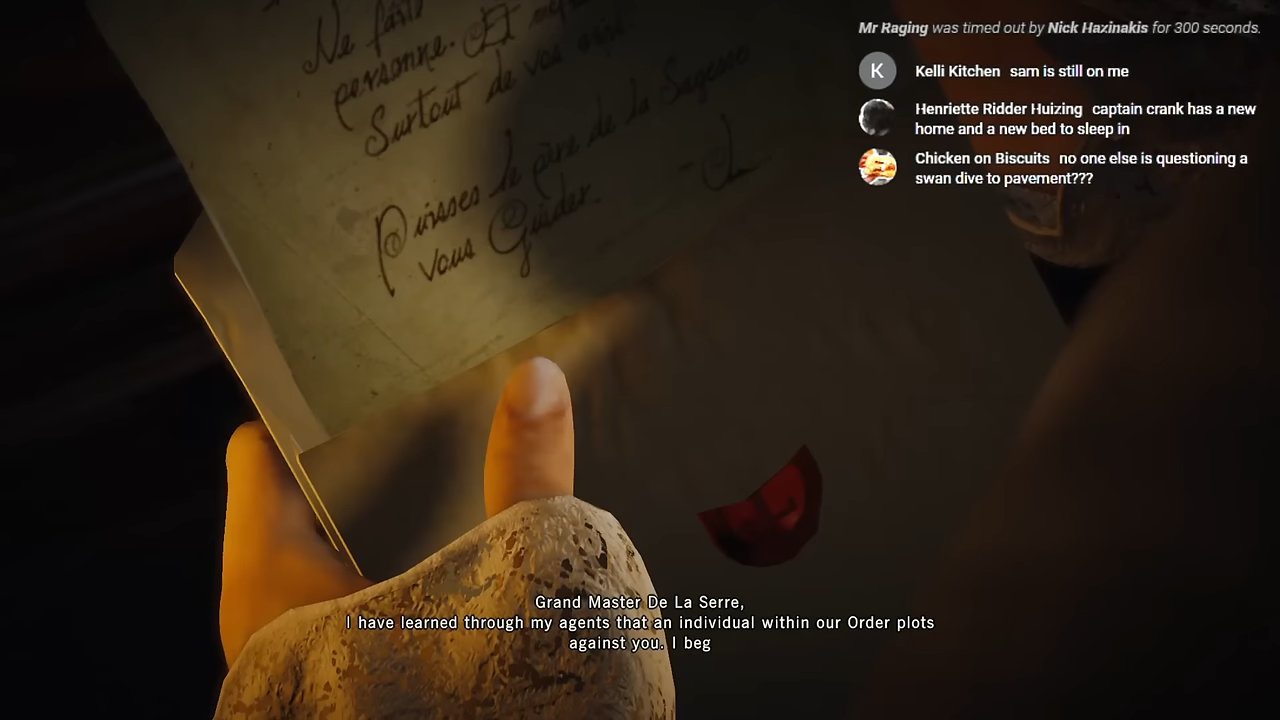 Ne faite
personne. Et
Surtout de vos amis
Puisses le père de la Sagesse
vous Guider.
Mr Raging was timed out by Nick Haxinakis for 300 seconds.
K
Kelli Kitchen sam is still on me
Henriette Ridder Huizing captain crank has a new
home and a new bed to sleep in
Chicken on Biscuits no one else is questioning a
swan dive to pavement???
Grand Master De La Serre,
I have learned through my agents that an individual within our Order plots
against you. I beg